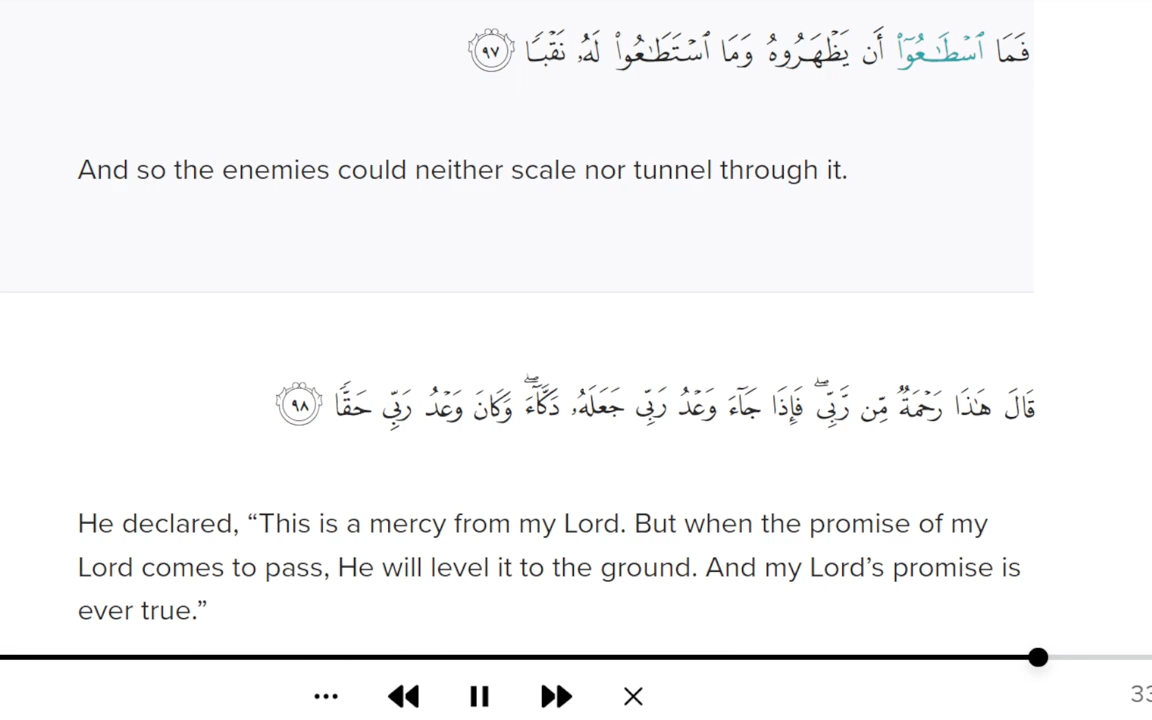 فَمَا ٱسْطَـٰعُوٓا۟ أَن يَظْهَرُوهُ وَمَا ٱسْتَطَـٰعُوا۟ لَهُۥ نَقْبًا ٩٧
And so the enemies could neither scale nor tunnel through it.
قَالَ هَـٰذَا رَحْمَةٌ مِّن رَّبِّى ۖ فَإِذَا جَآءَ وَعْدُ رَبِّى جَعَلَهُۥ دَكَّآءَ ۖ وَكَانَ وَعْدُ رَبِّى حَقًّا ٩٨
He declared, “This is a mercy from my Lord. But when the promise of my
Lord comes to pass, He will level it to the ground. And my Lord’s promise is
ever true.”